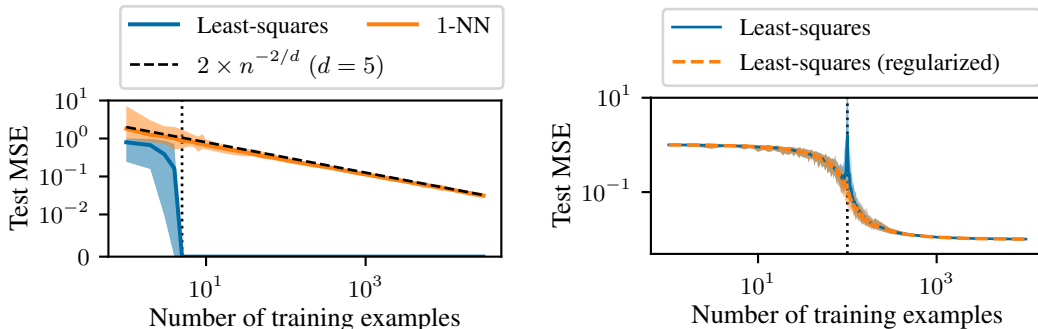 Least-squares 1-NN
2 × n^{-2/d} (d = 5)
Test MSE
10^1
10^0
10^{-1}
10^{-2}
0
10^1 10^3
Number of training examples
Least-squares
Least-squares (regularized)
Test MSE
10^{-1}
10^1 10^3
Number of training examples